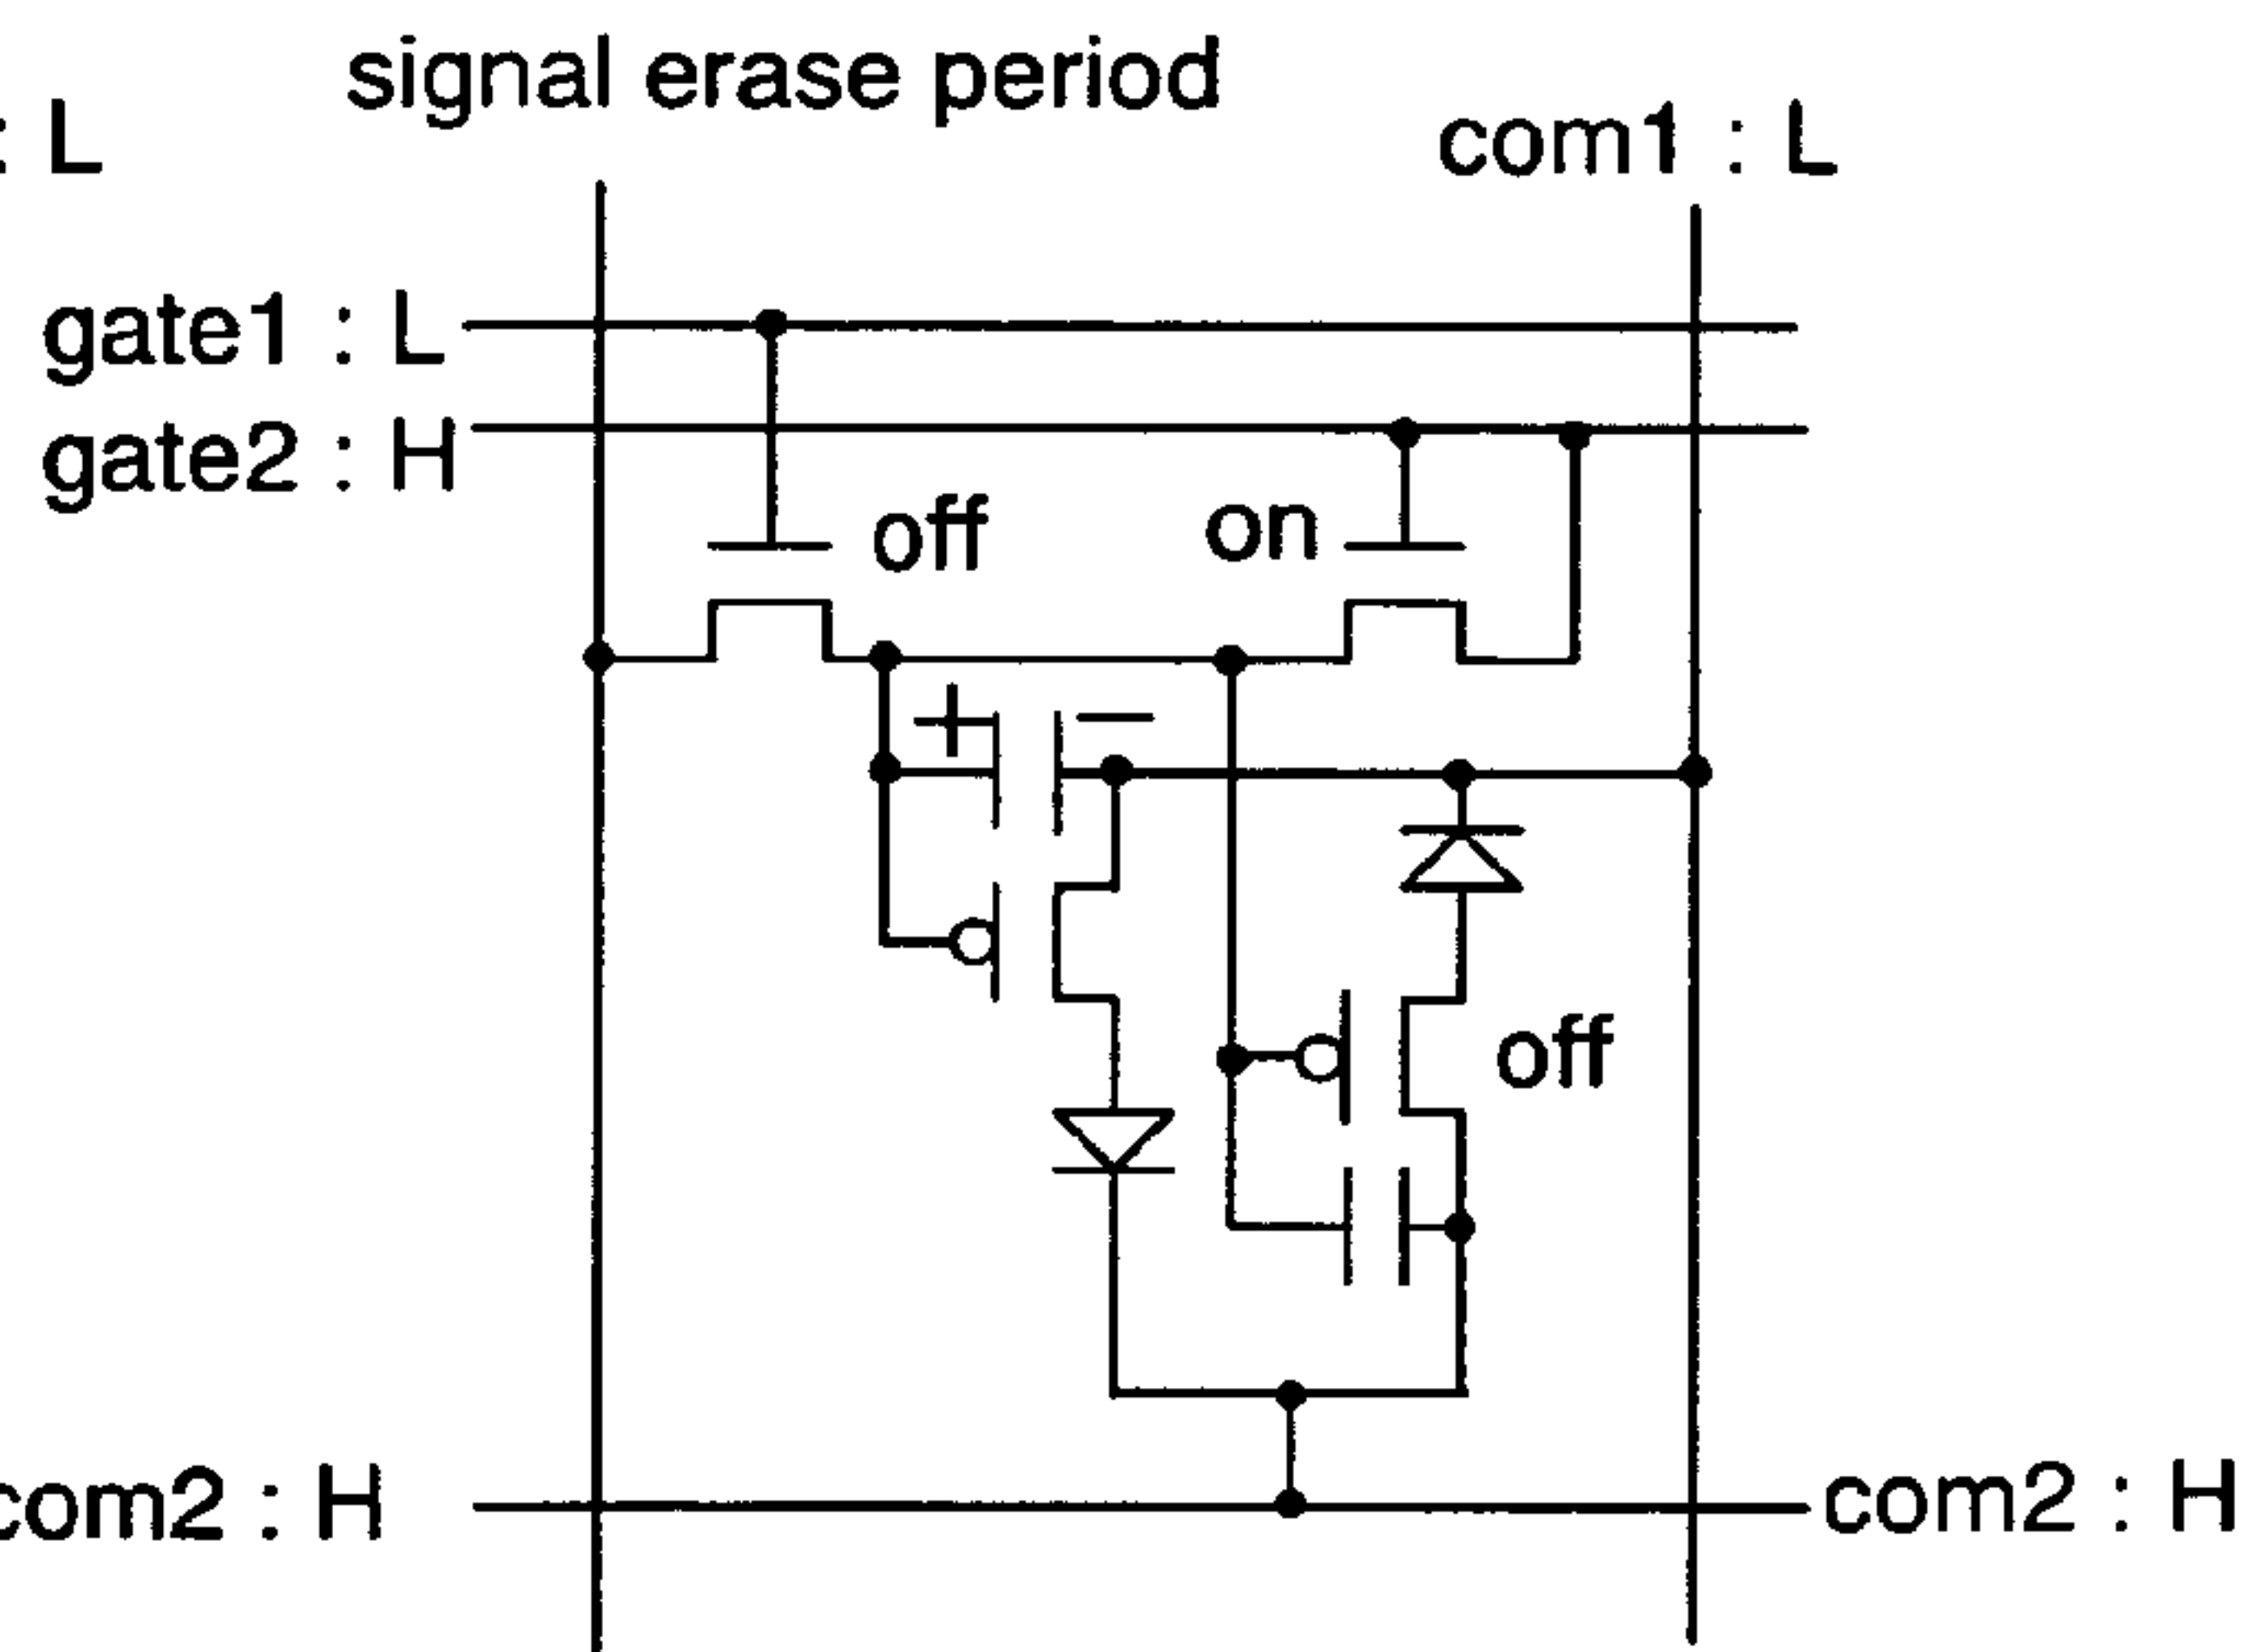 signal erase period
: L
com1 : L
gate1 : L
gate2 : H
off
on
+
−
off
com2 : H
com2 : H